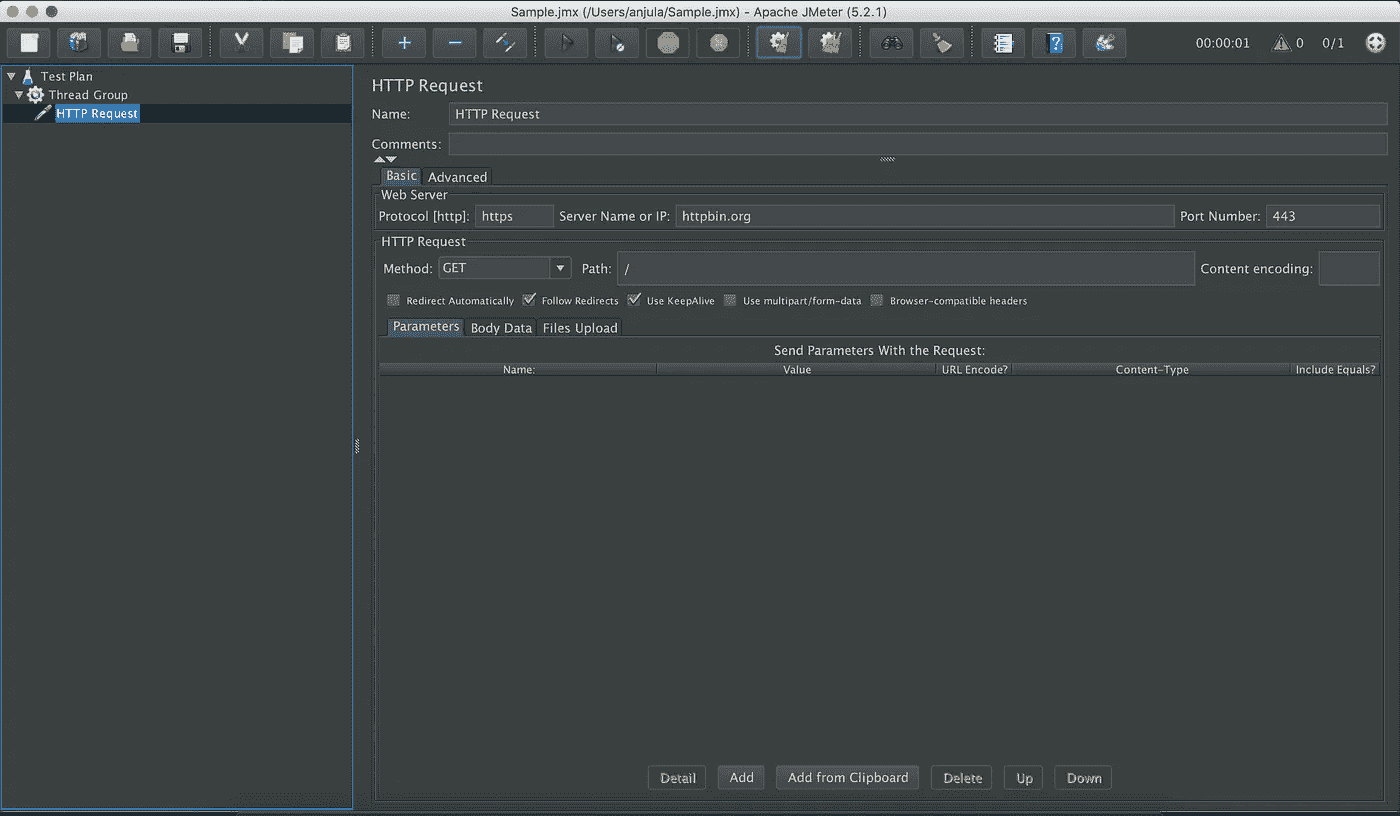 Sample.jmx (/Users/anjula/Sample.jmx) - Apache JMeter (5.2.1)
00:00:01 0 0/1
Test Plan
Thread Group
HTTP Request
HTTP Request
Name: HTTP Request
Comments:
Basic Advanced
Web Server
Protocol [http]: https Server Name or IP: httpbin.org Port Number: 443
HTTP Request
Method: GET Path: / Content encoding:
Redirect Automatically Follow Redirects Use KeepAlive Use multipart/form-data Browser-compatible headers
Parameters Body Data Files Upload
Send Parameters With the Request:
Name: Value URL Encode? Content-Type Include Equals?
Detail Add Add from Clipboard Delete Up Down